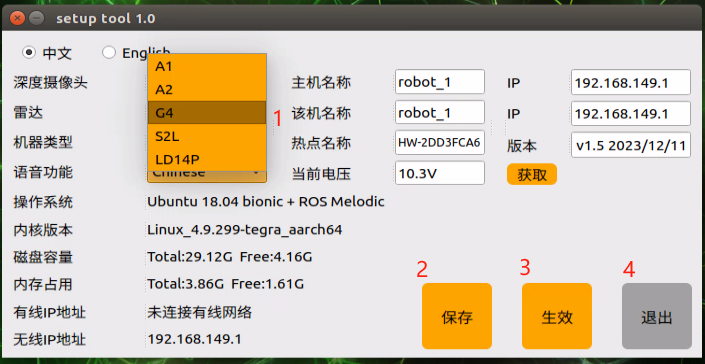 setup tool 1.0
中文 English
A1
深度摄像头 A2 主机名称 robot_1 IP 192.168.149.1
雷达 G4 1 该机名称 robot_1 IP 192.168.149.1
机器类型 S2L 热点名称 HW-2DD3FCA6 版本 v1.5 2023/12/11
LD14P
语音功能 Chinese 当前电压 10.3V 获取
操作系统 Ubuntu 18.04 bionic + ROS Melodic
内核版本 Linux_4.9.299-tegra_aarch64
磁盘容量 Total:29.12G Free:4.16G
2 3 4
内存占用 Total:3.86G Free:1.61G
有线IP地址 未连接有线网络 保存 生效 退出
无线IP地址 192.168.149.1